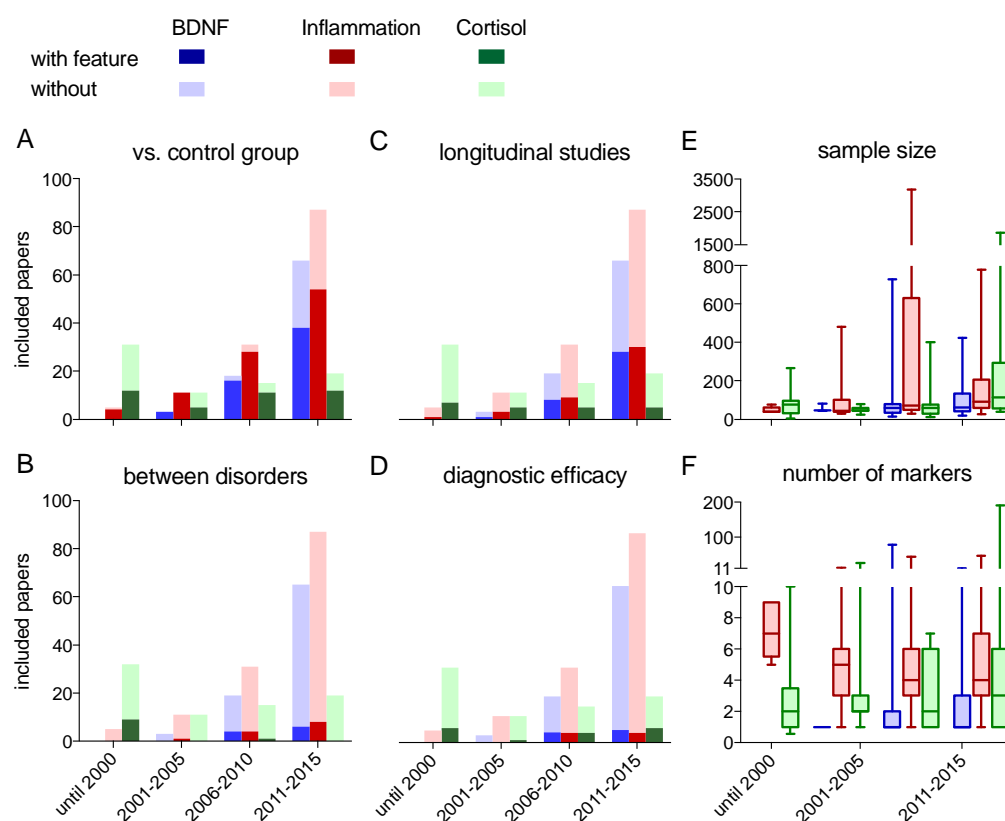 BDNF Inflammation Cortisol
with feature
without
A vs. control group
C longitudinal studies
E sample size
included papers
100
80
60
40
20
0
3500
2500
1500
800
600
400
200
0
B between disorders
D diagnostic efficacy
F number of markers
included papers
100
80
60
40
20
0
200
100
11
10
8
6
4
2
0
until 2000
2001-2005
2006-2010
2011-2015
until 2000
2001-2005
2006-2010
2011-2015
until 2000
2001-2005
2011-2015